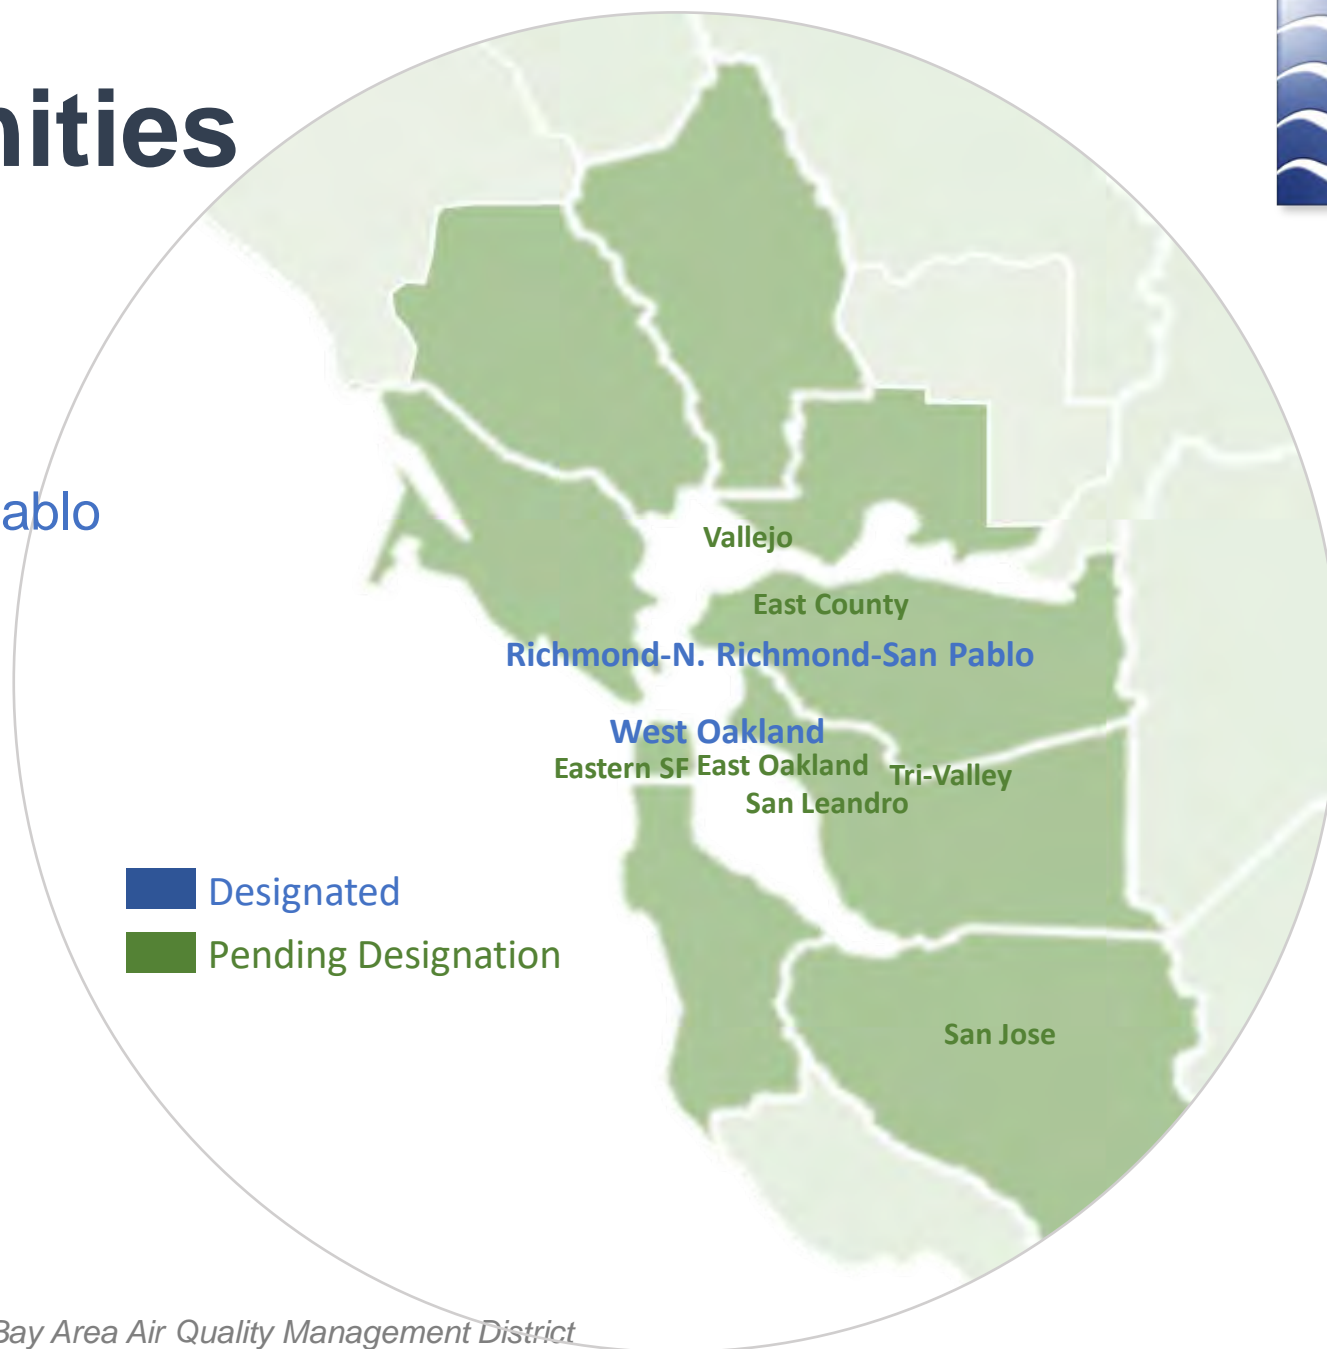 nities
ablo
Vallejo
East County
Richmond-N. Richmond-San Pablo
West Oakland
Eastern SF East Oakland Tri-Valley
San Leandro
Designated
Pending Designation
San Jose
Bay Area Air Quality Management District